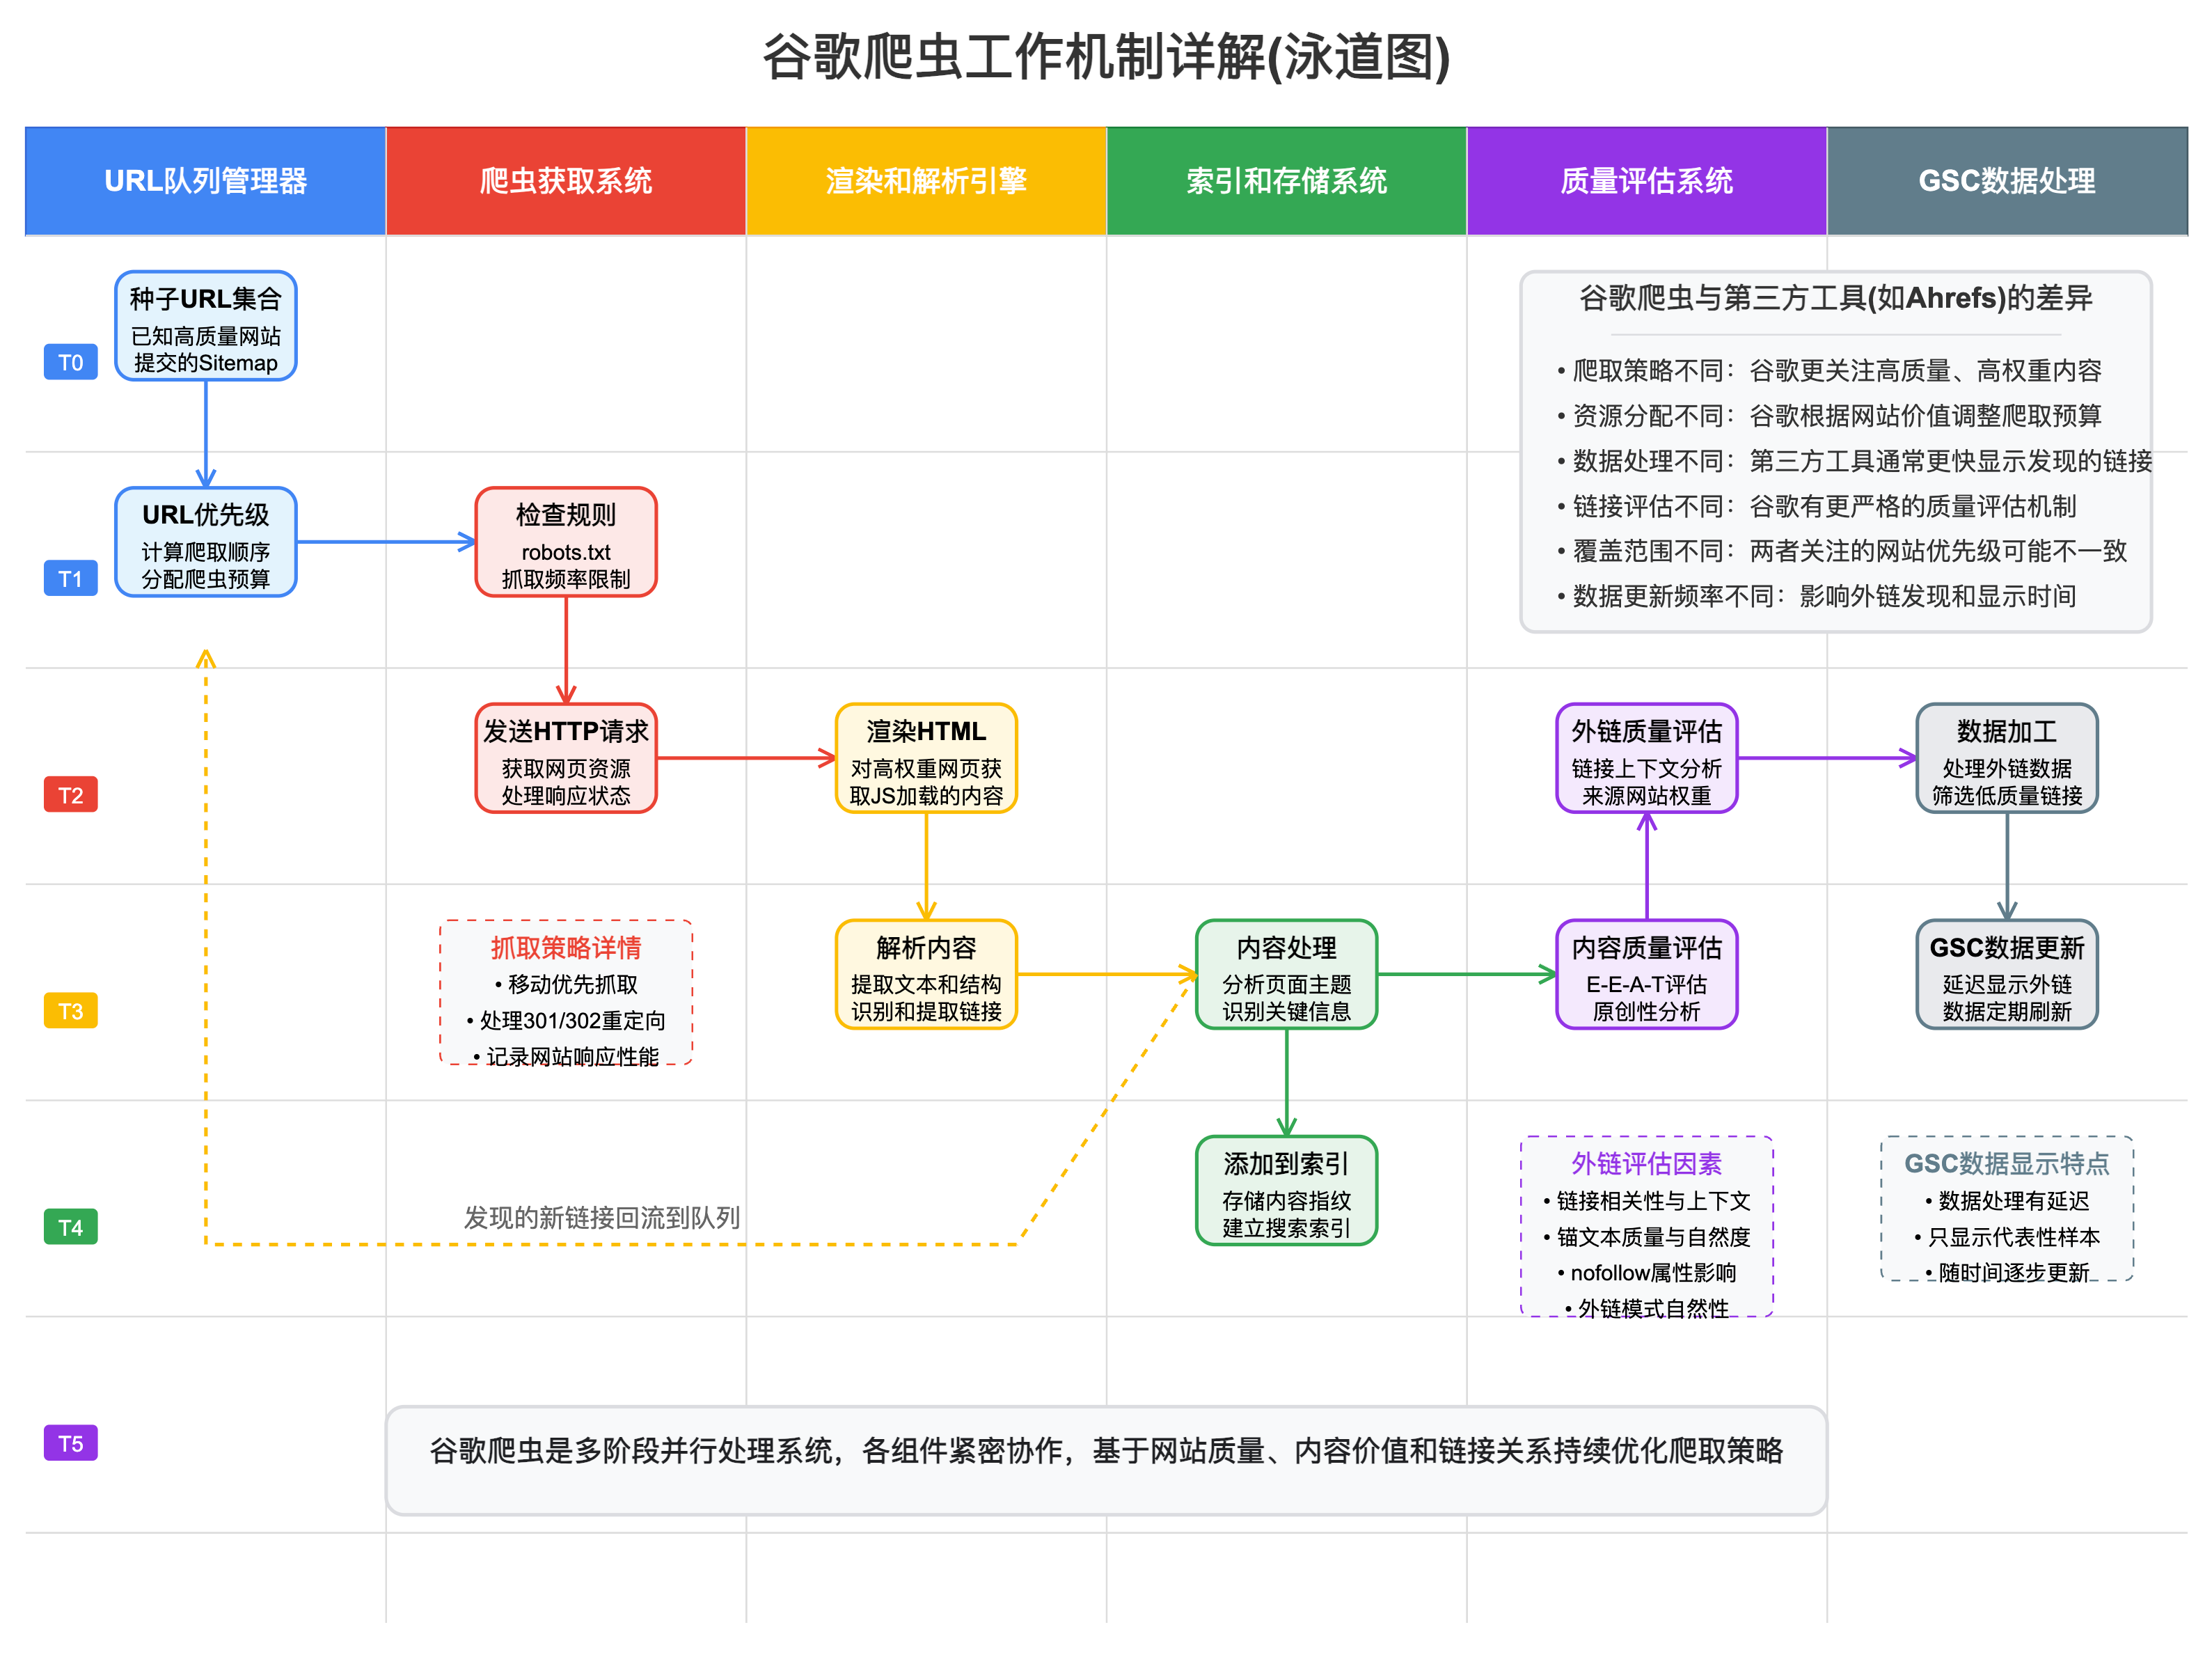 谷歌爬虫工作机制详解(泳道图)
URL队列管理器
爬虫获取系统
渲染和解析引擎
索引和存储系统
质量评估系统
GSC数据处理
T0
种子URL集合
已知高质量网站
提交的Sitemap
谷歌爬虫与第三方工具(如Ahrefs)的差异
• 爬取策略不同：谷歌更关注高质量、高权重内容
• 资源分配不同：谷歌根据网站价值调整爬取预算
• 数据处理不同：第三方工具通常更快显示发现的链接
• 链接评估不同：谷歌有更严格的质量评估机制
• 覆盖范围不同：两者关注的网站优先级可能不一致
• 数据更新频率不同：影响外链发现和显示时间
T1
URL优先级
计算爬取顺序
分配爬虫预算
检查规则
robots.txt
抓取频率限制
T2
发送HTTP请求
获取网页资源
处理响应状态
渲染HTML
对高权重网页获
取JS加载的内容
外链质量评估
链接上下文分析
来源网站权重
数据加工
处理外链数据
筛选低质量链接
T3
抓取策略详情
• 移动优先抓取
• 处理301/302重定向
• 记录网站响应性能
解析内容
提取文本和结构
识别和提取链接
内容处理
分析页面主题
识别关键信息
内容质量评估
E-E-A-T评估
原创性分析
GSC数据更新
延迟显示外链
数据定期刷新
T4
发现的新链接回流到队列
添加到索引
存储内容指纹
建立搜索索引
外链评估因素
• 链接相关性与上下文
• 锚文本质量与自然度
• nofollow属性影响
• 外链模式自然性
GSC数据显示特点
• 数据处理有延迟
• 只显示代表性样本
• 随时间逐步更新
T5
谷歌爬虫是多阶段并行处理系统，各组件紧密协作，基于网站质量、内容价值和链接关系持续优化爬取策略